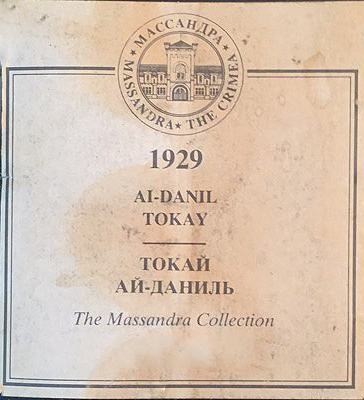 МАССАНДРА
MASSANDRA ★ THE CRIMEA
1929
AI-DANIL
TOKAY
ТОКАЙ
АЙ-ДАНИЛЬ
The Massandra Collection